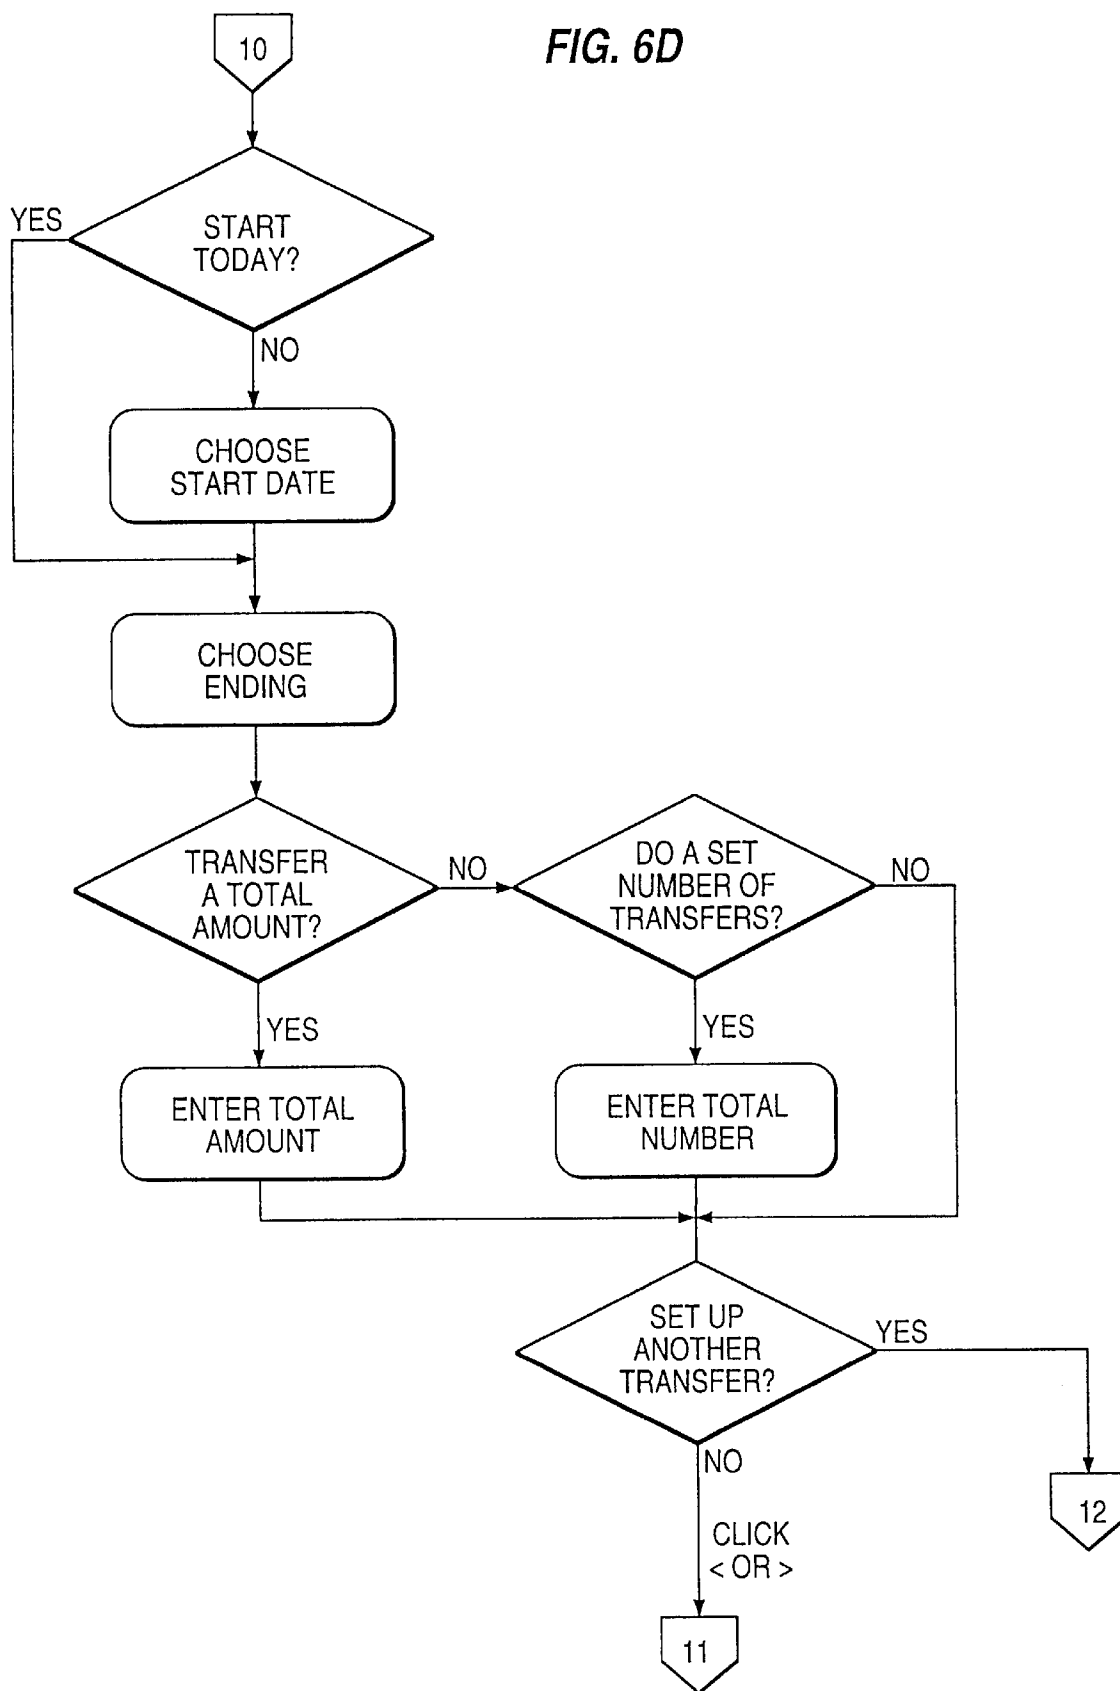 FIG. 6D
10
YES
START
TODAY?
NO
CHOOSE
START DATE
CHOOSE
ENDING
TRANSFER
A TOTAL
AMOUNT?
NO
DO A SET
NUMBER OF
TRANSFERS?
NO
YES
YES
ENTER TOTAL
AMOUNT
ENTER TOTAL
NUMBER
SET UP
ANOTHER
TRANSFER?
YES
NO
12
CLICK
< OR >
11